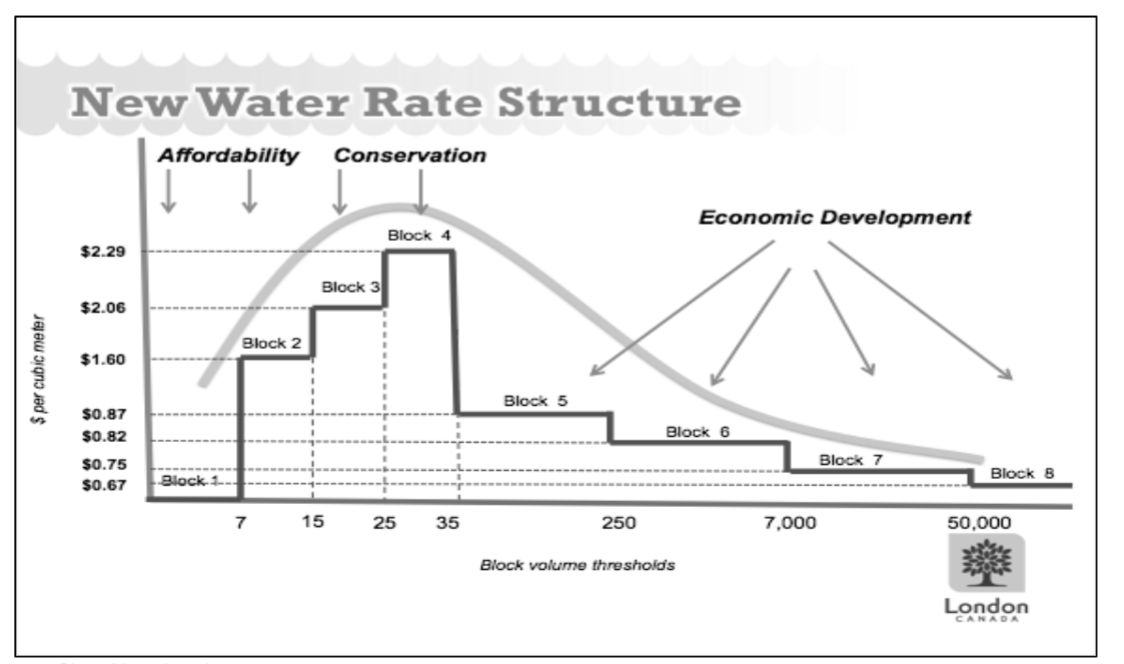 New Water Rate Structure
Affordability Conservation
Economic Development
Block 4
$2.29
Block 3
$2.06
Block 2
$1.60
Block 5
$0.87
Block 6
$0.82
Block 7
$0.75
Block 8
Block 1
$0.67
$ per cubic meter
7 15 25 35 250 7,000 50,000
Block volume thresholds
London
CANADA